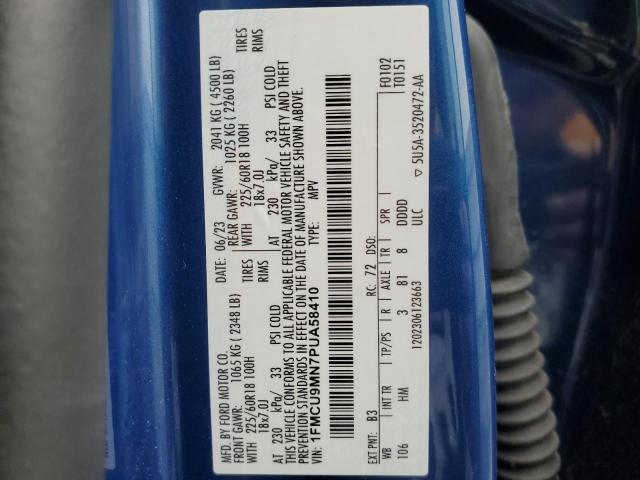 MFD. BY FORD MOTOR CO.
DATE: 06/23 GVWR: 2041 KG ( 4500 LB)
FRONT GAWR: 1065 KG ( 2348 LB) REAR GAWR: 1025 KG ( 2260 LB)
WITH 225/60R18 100H TIRES WITH 225/60R18 100H TIRES
18x7.0J RIMS 18x7.0J RIMS
AT 230 kPa/ 33 PSI COLD AT 230 kPa/ 33 PSI COLD
THIS VEHICLE CONFORMS TO ALL APPLICABLE FEDERAL MOTOR VEHICLE SAFETY AND THEFT
PREVENTION STANDARDS IN EFFECT ON THE DATE OF MANUFACTURE SHOWN ABOVE.
VIN: 1FMCU9MN7PUA58410 TYPE: MPV
EXT PNT: B3 RC: 72 DSO: F0102
T0151
WB INT TR TP/PS R AXLE TR SPR
106 HM 3 81 8 DDDD
1202306123663 ULC ▽ 5U5A-3520472-AA